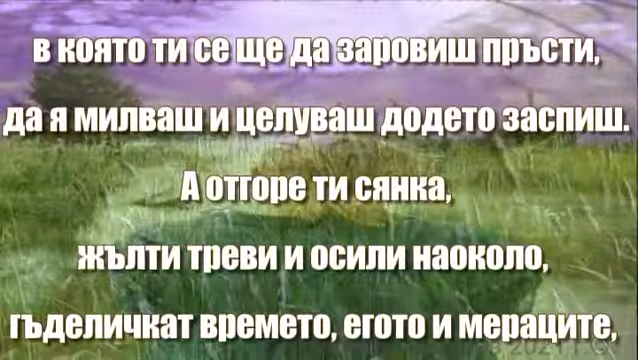 в която ти се ще да заровиш пръсти,
да я милваш и целуваш додето заспиш.
А отгоре ти сянка,
жълти треви и осили наоколо,
гъделичкат времето, егото и мераците,